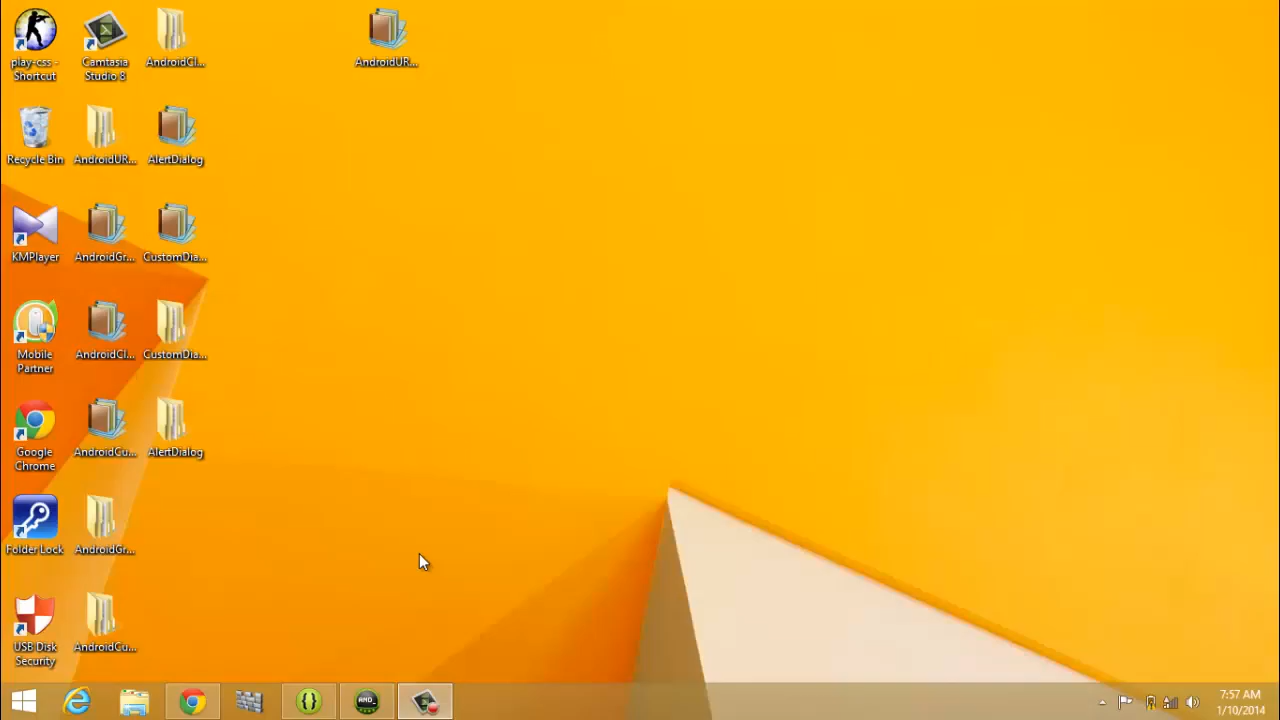 play-css -
Shortcut
Camtasia
Studio 8
AndroidCl...
AndroidUR...
Recycle Bin
AndroidUR...
AlertDialog
KMPlayer
AndroidGr...
CustomDia...
Mobile
Partner
AndroidCl...
CustomDia...
Google
Chrome
AndroidCu...
AlertDialog
Folder Lock
AndroidGr...
USB Disk
Security
AndroidCu...
7:57 AM
1/10/2014